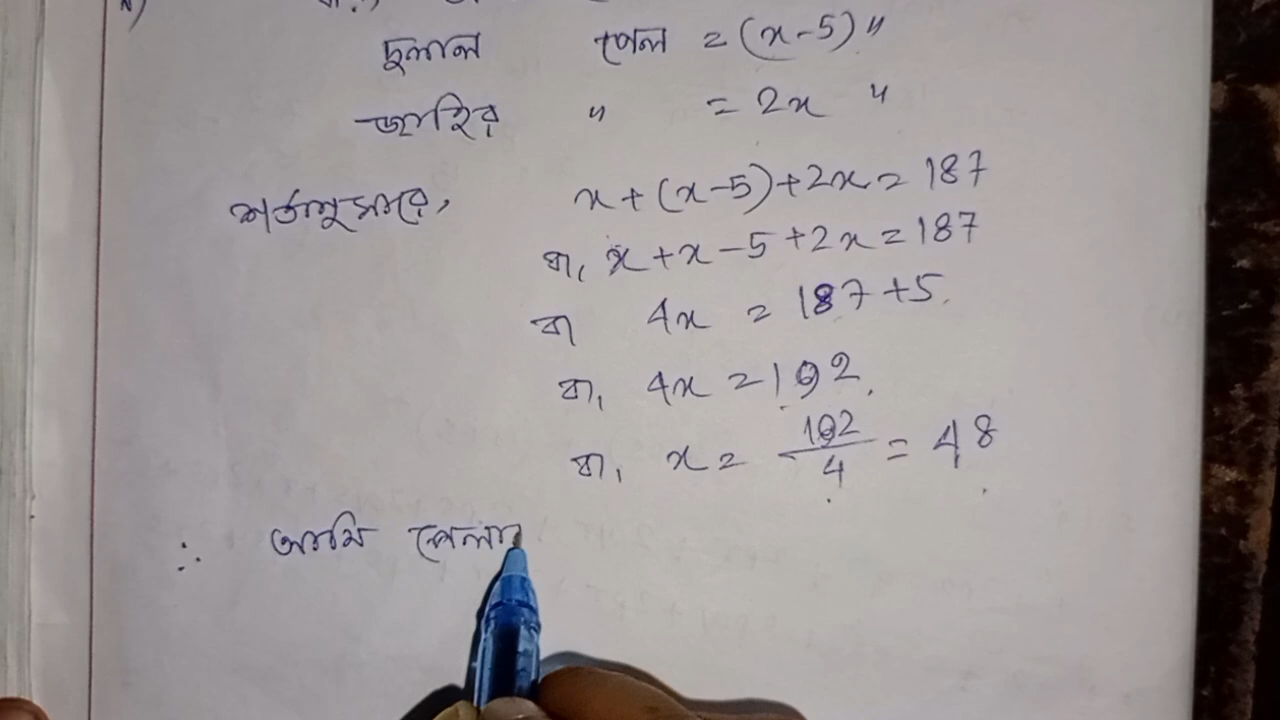 দুলাল পেল = (x-5) "
জাহির " = 2x "
শর্তানুসারে, x + (x-5) + 2x = 187
বা, x + x - 5 + 2x = 187
বা 4x = 187 + 5.
বা, 4x = 192.
বা, x = 192/4 = 48
∴ আমি পেলা